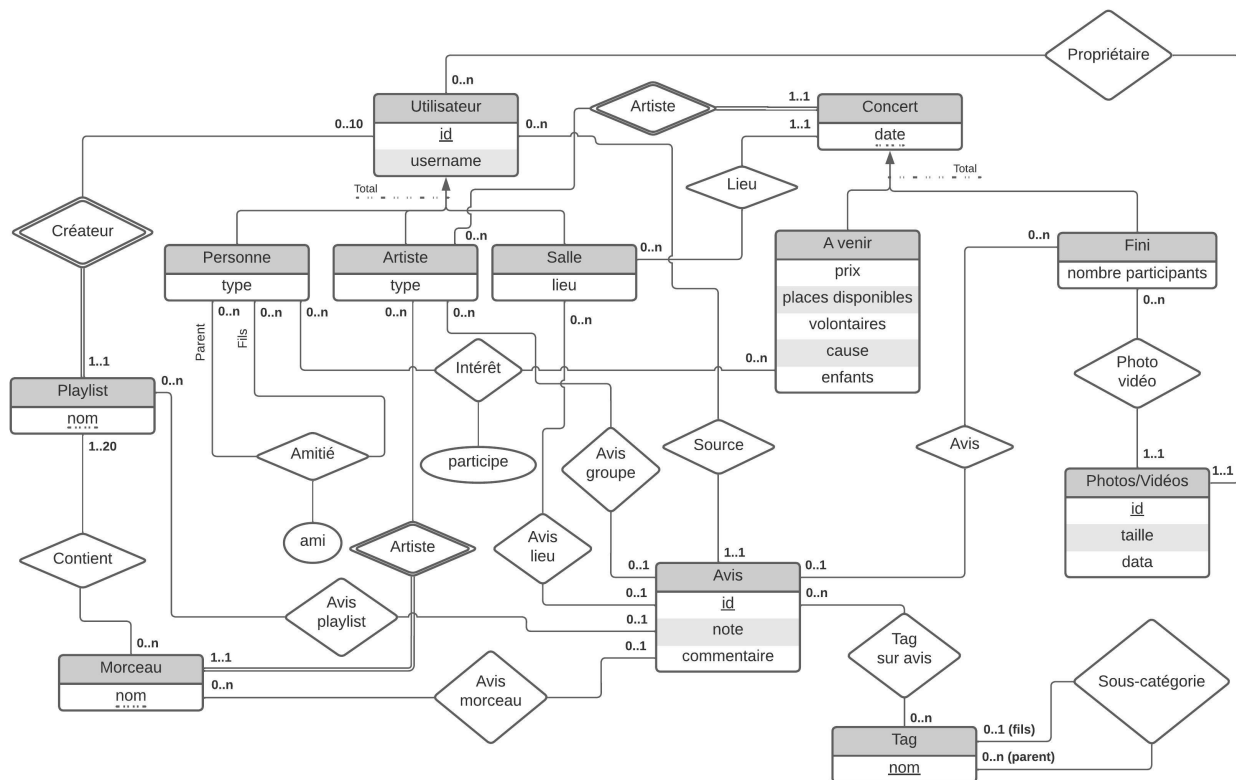 Propriétaire
0..n
Utilisateur
id
username
0..10
0..n
Artiste
1..1
Concert
date
1..1
Total
Lieu
Total
Créateur
Personne
type
Artiste
type
0..n
Salle
lieu
0..n
A venir
prix
places disponibles
volontaires
cause
enfants
0..n
Fini
nombre participants
Parent
0..n
Fils
0..n
0..n
0..n
0..n
0..n
0..n
Intérêt
0..n
participe
Photo
vidéo
1..1
Playlist
nom
0..n
1..20
Amitié
ami
Avis
groupe
Source
Avis
1..1
Photos/Vidéos
id
taille
data
1..1
Contient
Artiste
Avis
lieu
1..1
Avis
id
note
commentaire
0..1
0..1
0..1
0..1
0..1
0..n
Avis
playlist
0..n
Morceau
nom
1..1
0..n
Avis
morceau
Tag
sur avis
0..n
Tag
nom
Sous-catégorie
0..1 (fils)
0..n (parent)